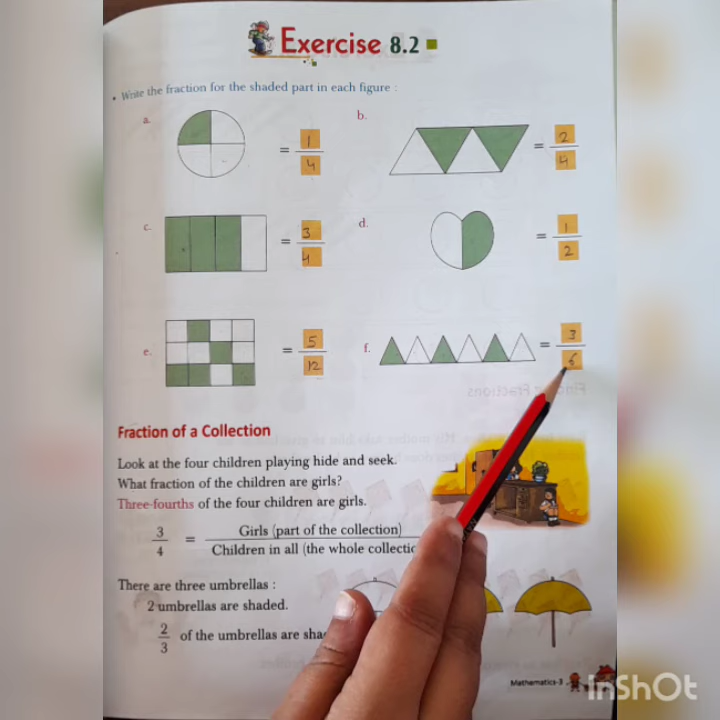 Exercise 8.2
• Write the fraction for the shaded part in each figure :
a. = 1/4
b. = 2/4
c. = 3/4
d. = 1/2
e. = 5/12
f. = 3/6
Fraction of a Collection
Look at the four children playing hide and seek.
What fraction of the children are girls?
Three-fourths of the four children are girls.
3/4 = Girls (part of the collection)
Children in all (the whole collectic
There are three umbrellas :
2 umbrellas are shaded.
2/3 of the umbrellas are sha
Mathematics-3
InShOt